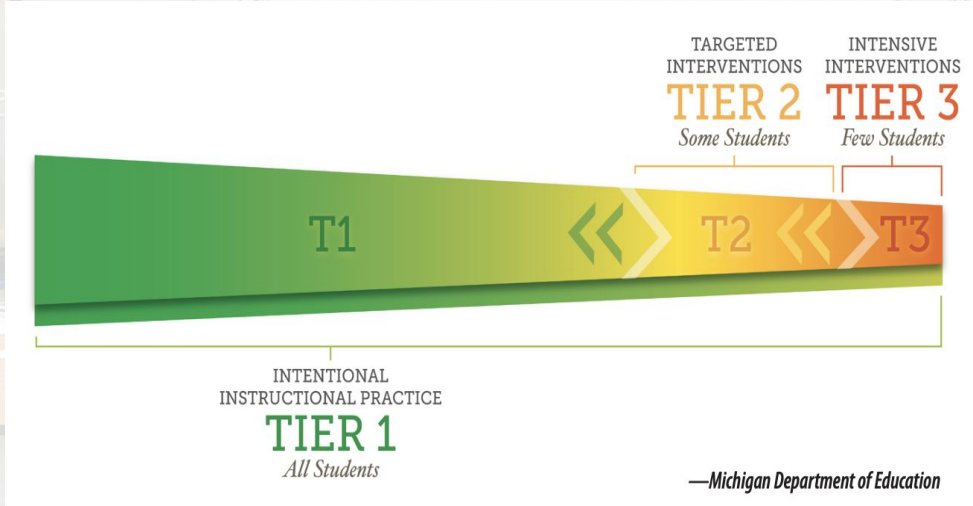 TARGETED
INTERVENTIONS
TIER 2
Some Students
INTENSIVE
INTERVENTIONS
TIER 3
Few Students
T1
T2
T3
INTENTIONAL
INSTRUCTIONAL PRACTICE
TIER 1
All Students
—Michigan Department of Education